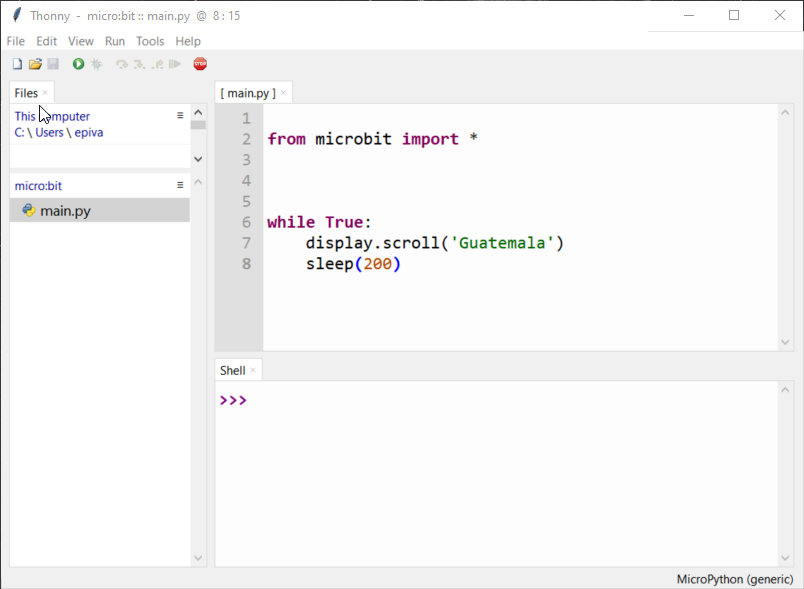 Thonny - micro:bit :: main.py @ 8:15
File Edit View Run Tools Help
STOP
Files ×
This computer
C: \ Users \ epiva
micro:bit
main.py
[ main.py ] ×
1
2 from microbit import *
3
4
5
6 while True:
7     display.scroll('Guatemala')
8     sleep(200)
Shell ×
>>>
MicroPython (generic)